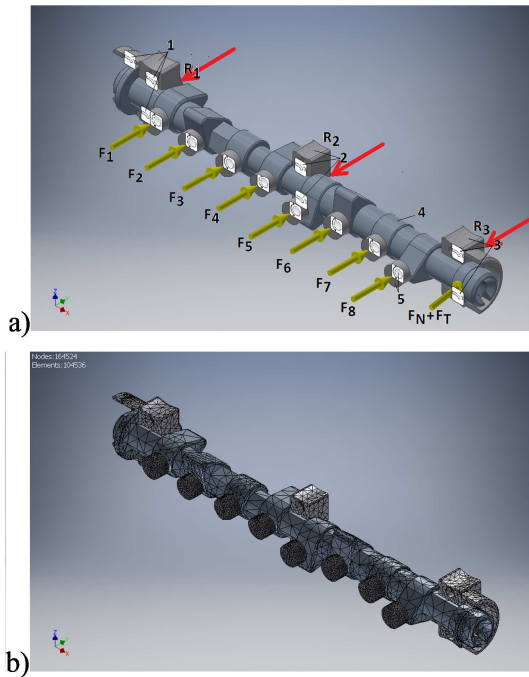 1
R1
F1
F2
R2
2
F3
F4
4
F5
R3
3
F6
F7
F8
5
FN+FT
a)
Nodes:164524
Elements:104536
b)